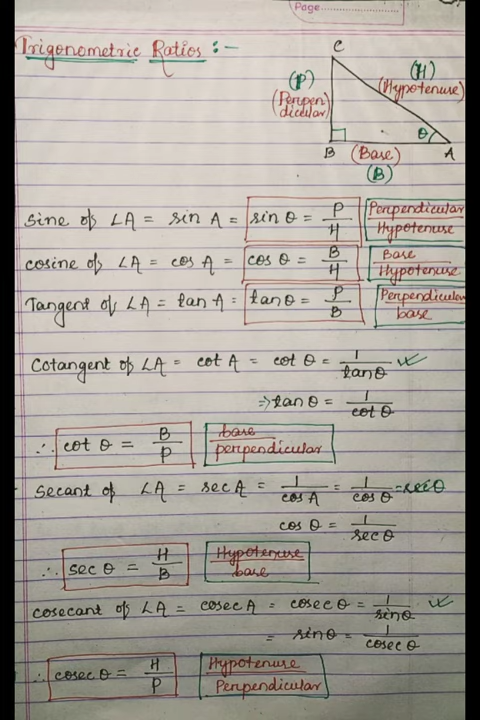 Page
Trigonometric Ratios :-
C
(P)
(Perpen
dicular)
(H)
(Hypotenuse)
θ
B
(Base)
A
(B)
Sine of ∠A = sin A = sin θ = P/H Perpendicular/Hypotenuse
cosine of ∠A = cos A = cos θ = B/H Base/Hypotenuse
Tangent of ∠A = tan A = tan θ = P/B Perpendicular/base
Cotangent of ∠A = cot A = cot θ = 1/tan θ
⇒ tan θ = 1/cot θ
∴ cot θ = B/P base/perpendicular
Secant of ∠A = sec A = 1/cos A = 1/cos θ = sec θ
cos θ = 1/sec θ
∴ sec θ = H/B Hypotenuse/base
cosecant of ∠A = cosec A = cosec θ = 1/sin θ
= sin θ = 1/cosec θ
∴ cosec θ = H/P Hypotenuse/Perpendicular